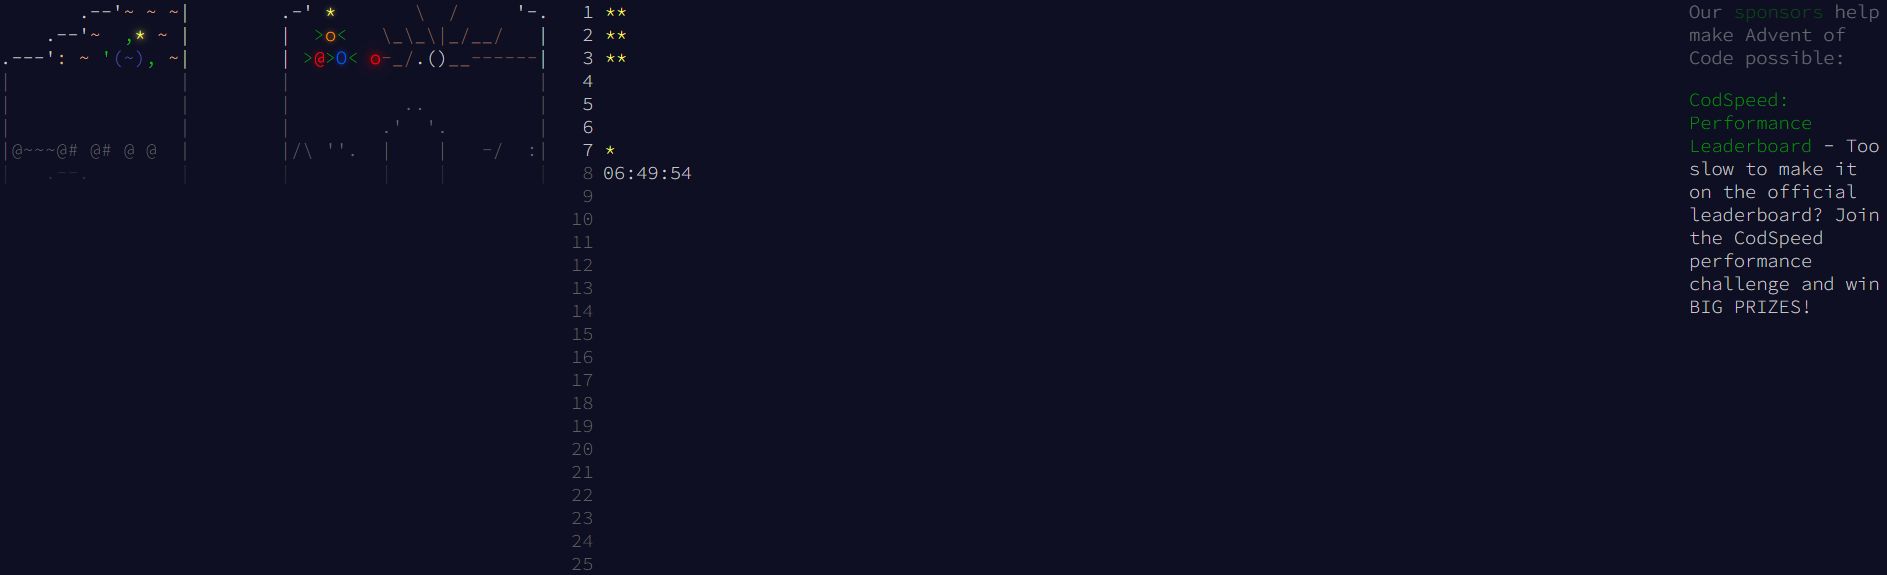 .--'~ ~ ~|        .-' *         \  /      '-.   1 **
     .--'~  ,* ~ |        |  >o<    \_\_\|_/__/    |   2 **
.---': ~ '(~), ~|        | >@>O< o-_/.()__------|   3 **
|               |        |                      |   4
|               |        |          ..          |   5
|               |        |        .'  '.        |   6
|@~~~@# @# @ @  |        |/\ ''.  |    |   -/  :|   7 *
|   .--.        |        |        |    |        |   8 06:49:54
9
10
11
12
13
14
15
16
17
18
19
20
21
22
23
24
25
Our sponsors help
make Advent of
Code possible:
CodSpeed:
Performance
Leaderboard - Too
slow to make it
on the official
leaderboard? Join
the CodSpeed
performance
challenge and win
BIG PRIZES!